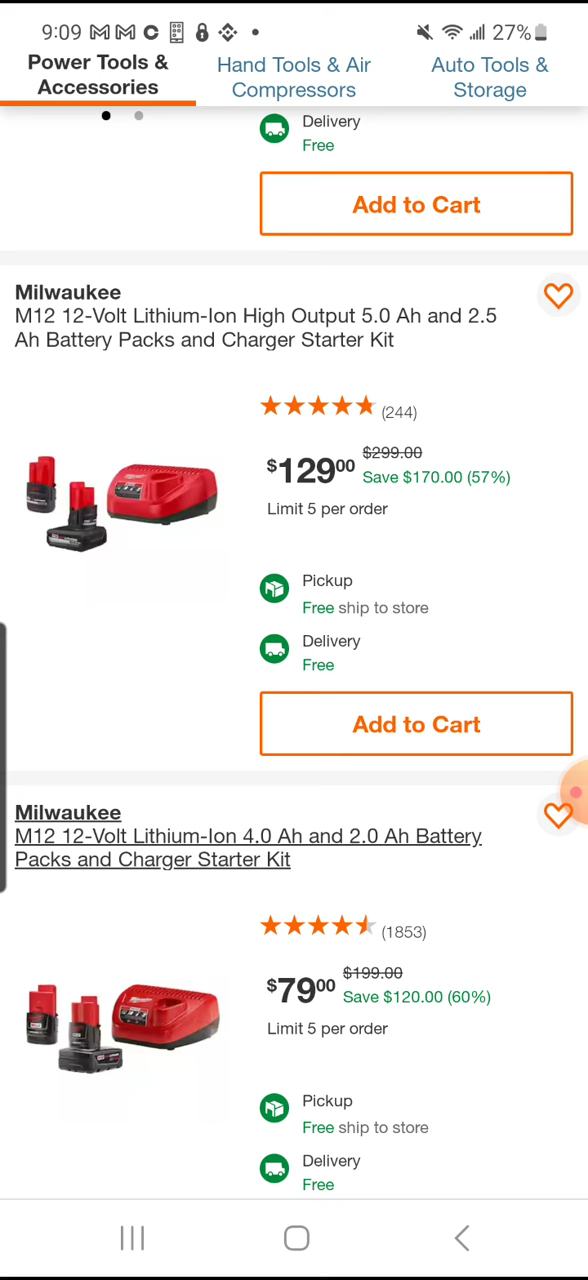 9:09
27%
Power Tools &
Accessories
Hand Tools & Air
Compressors
Auto Tools &
Storage
Delivery
Free
Add to Cart
Milwaukee
M12 12-Volt Lithium-Ion High Output 5.0 Ah and 2.5
Ah Battery Packs and Charger Starter Kit
(244)
$12900
$299.00
Save $170.00 (57%)
Limit 5 per order
Pickup
Free ship to store
Delivery
Free
Add to Cart
Milwaukee
M12 12-Volt Lithium-Ion 4.0 Ah and 2.0 Ah Battery
Packs and Charger Starter Kit
(1853)
$7900
$199.00
Save $120.00 (60%)
Limit 5 per order
Pickup
Free ship to store
Delivery
Free